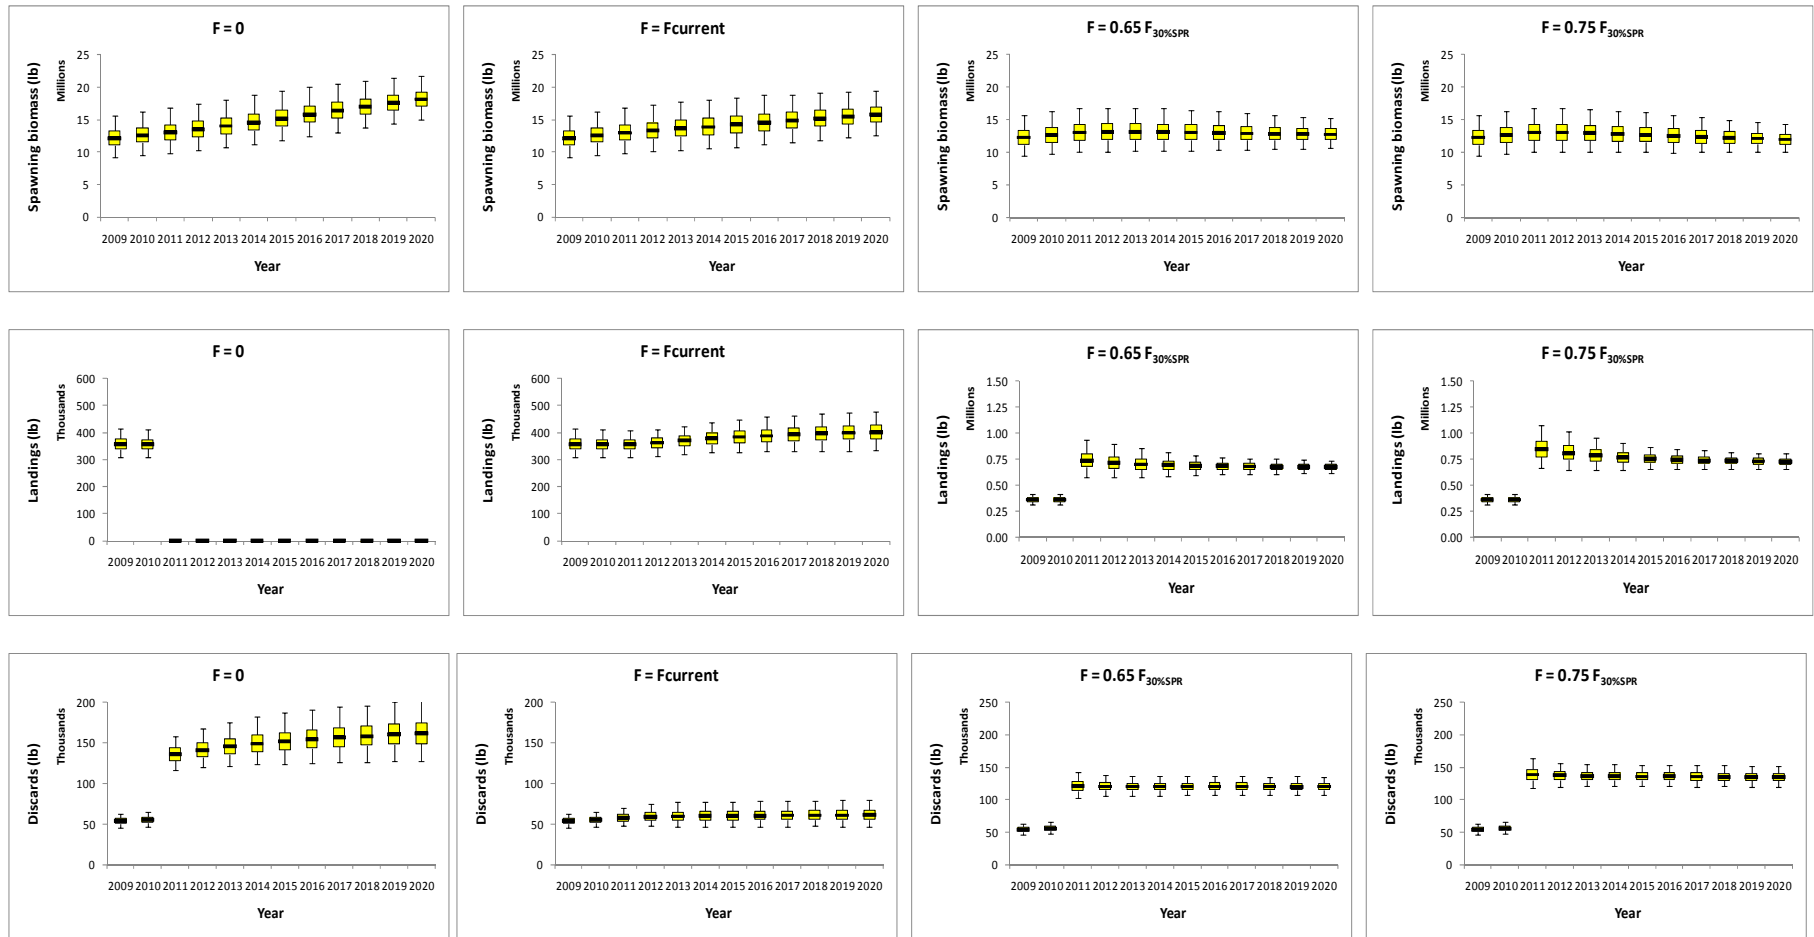 F = 0
Spawning biomass (lb)
Millions
25
20
15
10
5
0
2009 2010 2011 2012 2013 2014 2015 2016 2017 2018 2019 2020
Year
F = Fcurrent
Spawning biomass (lb)
Millions
25
20
15
10
5
0
2009 2010 2011 2012 2013 2014 2015 2016 2017 2018 2019 2020
Year
F = 0.65 F30%SPR
Spawning biomass (lb)
Millions
25
20
15
10
5
0
2009 2010 2011 2012 2013 2014 2015 2016 2017 2018 2019 2020
Year
F = 0.75 F30%SPR
Spawning biomass (lb)
Millions
25
20
15
10
5
0
2009 2010 2011 2012 2013 2014 2015 2016 2017 2018 2019 2020
Year
F = 0
Landings (lb)
Thousands
600
500
400
300
200
100
0
2009 2010 2011 2012 2013 2014 2015 2016 2017 2018 2019 2020
Year
F = Fcurrent
Landings (lb)
Thousands
600
500
400
300
200
100
0
2009 2010 2011 2012 2013 2014 2015 2016 2017 2018 2019 2020
Year
F = 0.65 F30%SPR
Landings (lb)
Millions
1.50
1.25
1.00
0.75
0.50
0.25
0.00
2009 2010 2011 2012 2013 2014 2015 2016 2017 2018 2019 2020
Year
F = 0.75 F30%SPR
Landings (lb)
Millions
1.50
1.25
1.00
0.75
0.50
0.25
0.00
2009 2010 2011 2012 2013 2014 2015 2016 2017 2018 2019 2020
Year
F = 0
Discards (lb)
Thousands
200
150
100
50
0
2009 2010 2011 2012 2013 2014 2015 2016 2017 2018 2019 2020
Year
F = Fcurrent
Discards (lb)
Thousands
200
150
100
50
0
2009 2010 2011 2012 2013 2014 2015 2016 2017 2018 2019 2020
Year
F = 0.65 F30%SPR
Discards (lb)
Thousands
250
200
150
100
50
0
2009 2010 2011 2012 2013 2014 2015 2016 2017 2018 2019 2020
Year
F = 0.75 F30%SPR
Discards (lb)
Thousands
250
200
150
100
50
0
2009 2010 2011 2012 2013 2014 2015 2016 2017 2018 2019 2020
Year